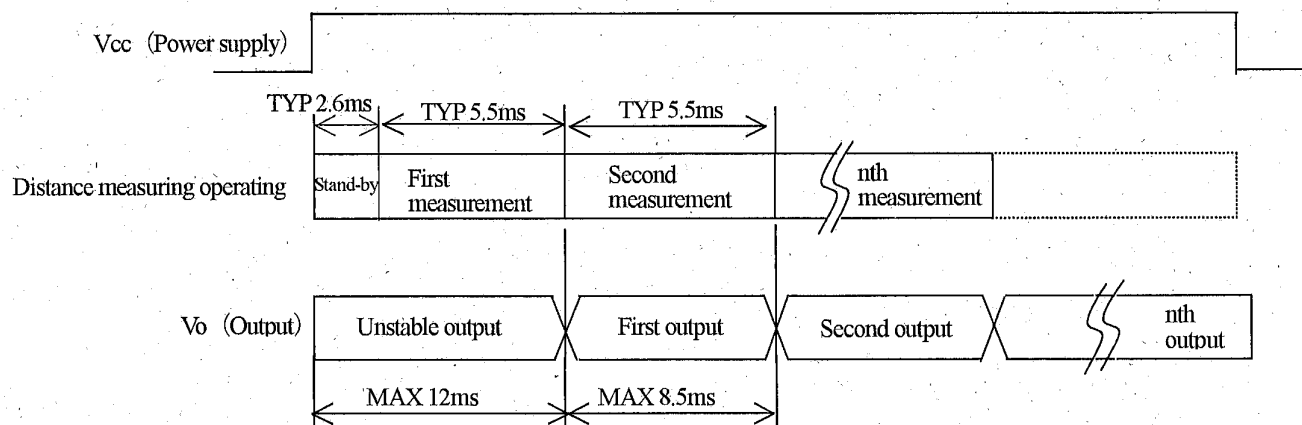 Vcc (Power supply)
TYP 2.6ms
TYP 5.5ms
TYP 5.5ms
Distance measuring operating
Stand-by
First
measurement
Second
measurement
nth
measurement
Vo (Output)
Unstable output
First output
Second output
nth
output
MAX 12ms
MAX 8.5ms